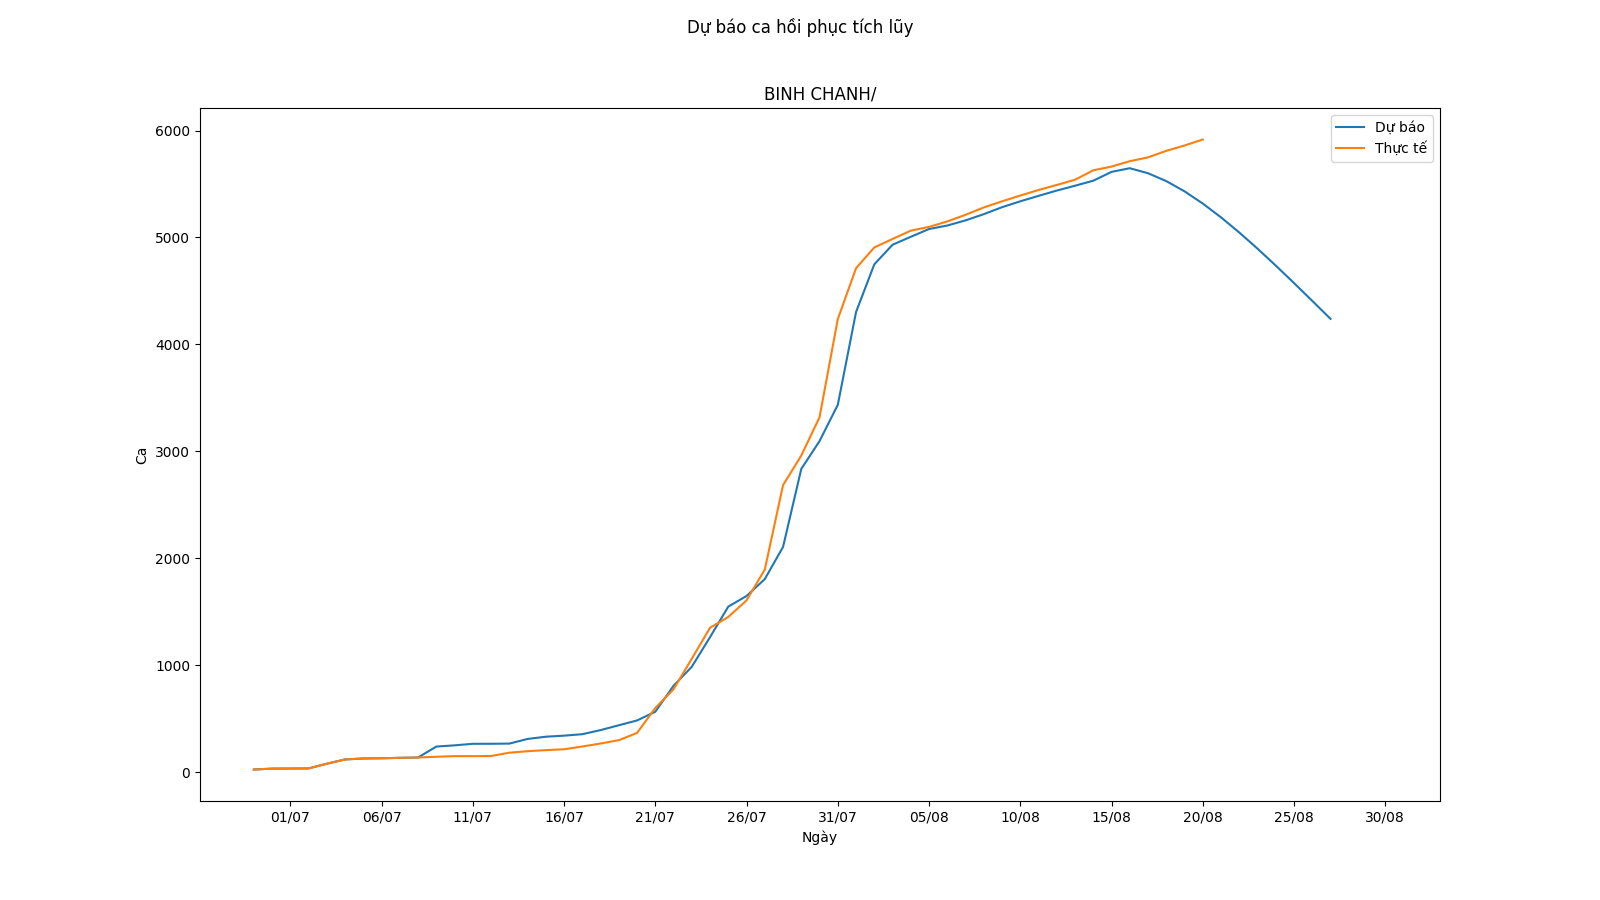 Dự báo ca hồi phục tích lũy
BINH CHANH/
Dự báo
Thực tế
6000
5000
4000
3000
2000
1000
0
Ca
01/07 06/07 11/07 16/07 21/07 26/07 31/07 05/08 10/08 15/08 20/08 25/08 30/08
Ngày